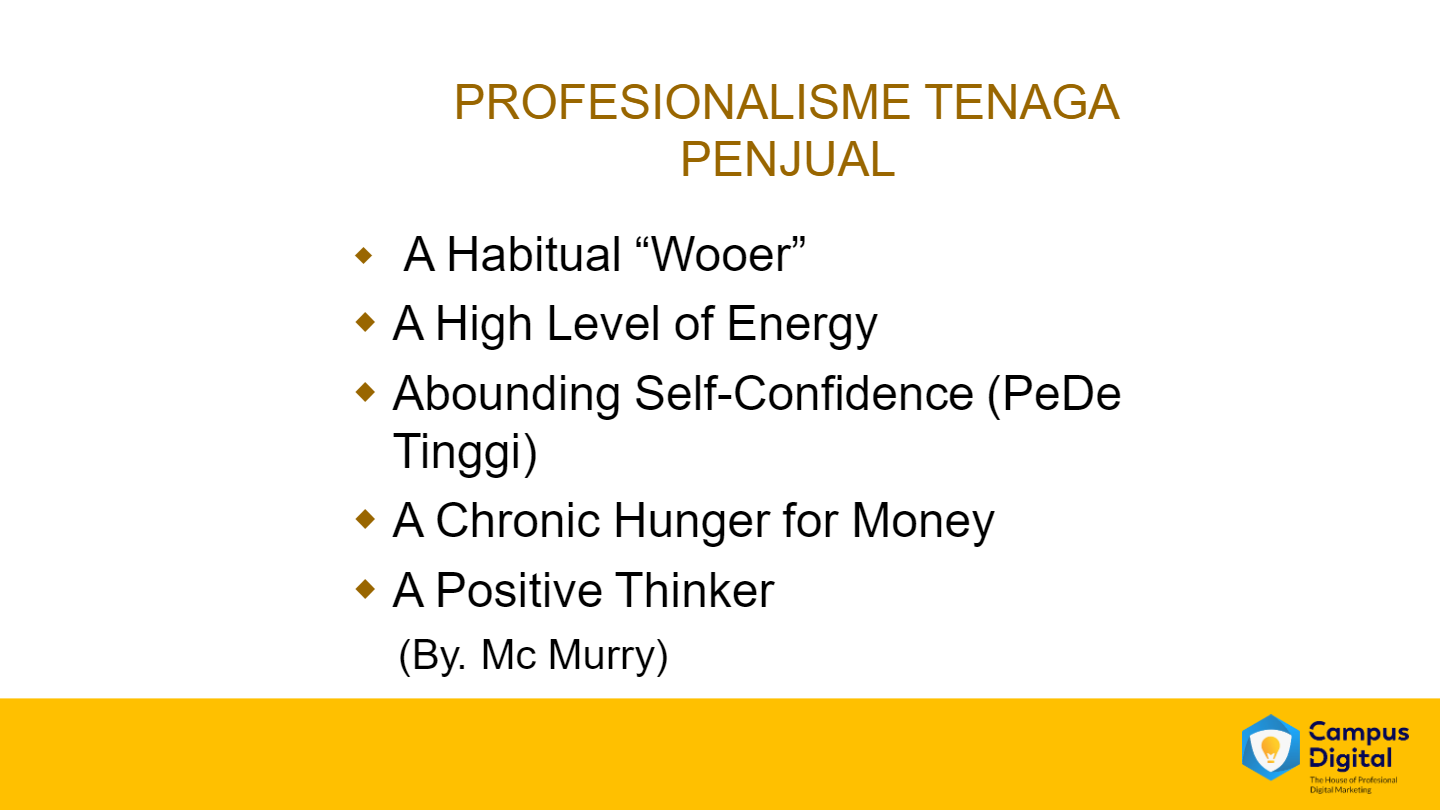 PROFESIONALISME TENAGA
PENJUAL
◆ A Habitual “Wooer”
◆ A High Level of Energy
◆ Abounding Self-Confidence (PeDe
Tinggi)
◆ A Chronic Hunger for Money
◆ A Positive Thinker
(By. Mc Murry)
Campus
Digital
The House of Profesional
Digital Marketing